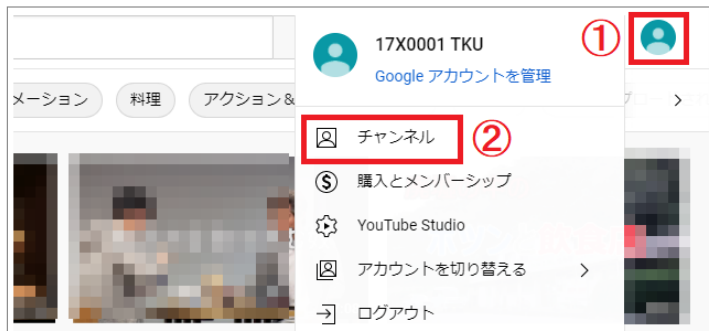 17X0001 TKU
①
Google アカウントを管理
メーション
料理
アクション＆
チャンネル
②
購入とメンバーシップ
YouTube Studio
アカウントを切り替える
ログアウト